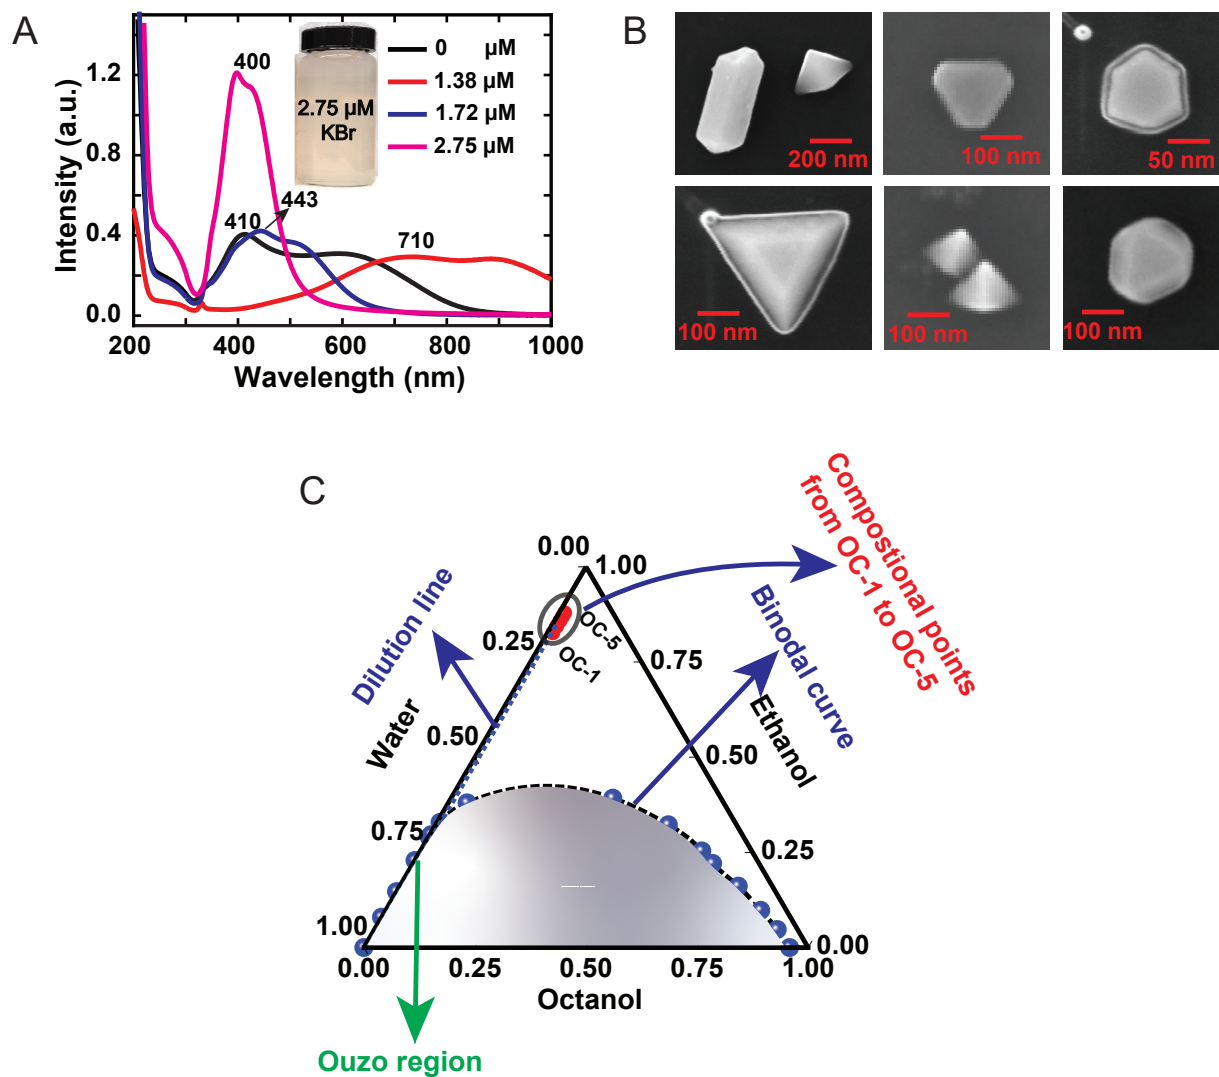 A
Intensity (a.u.)
1.2
0.8
0.4
0.0
200
400
600
800
1000
Wavelength (nm)
400
410
443
710
2.75 µM
KBr
0 µM
1.38 µM
1.72 µM
2.75 µM
B
200 nm
100 nm
50 nm
100 nm
100 nm
100 nm
C
0.00
1.00
0.25
0.75
0.50
0.50
0.75
0.25
1.00
0.00
0.00
0.25
0.50
0.75
1.00
Water
Ethanol
Octanol
Dilution line
OC-5
OC-1
Binodal curve
Compostional points
from OC-1 to OC-5
Ouzo region